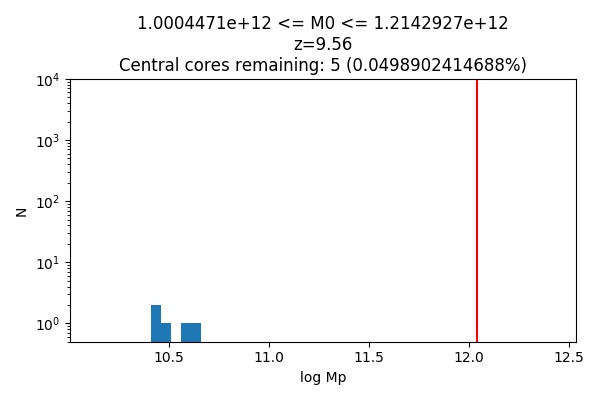 1.0004471e+12 <= M0 <= 1.2142927e+12
z=9.56
Central cores remaining: 5 (0.0498902414688%)
10⁴
10³
10²
10¹
10⁰
N
10.5 11.0 11.5 12.0 12.5
log Mp